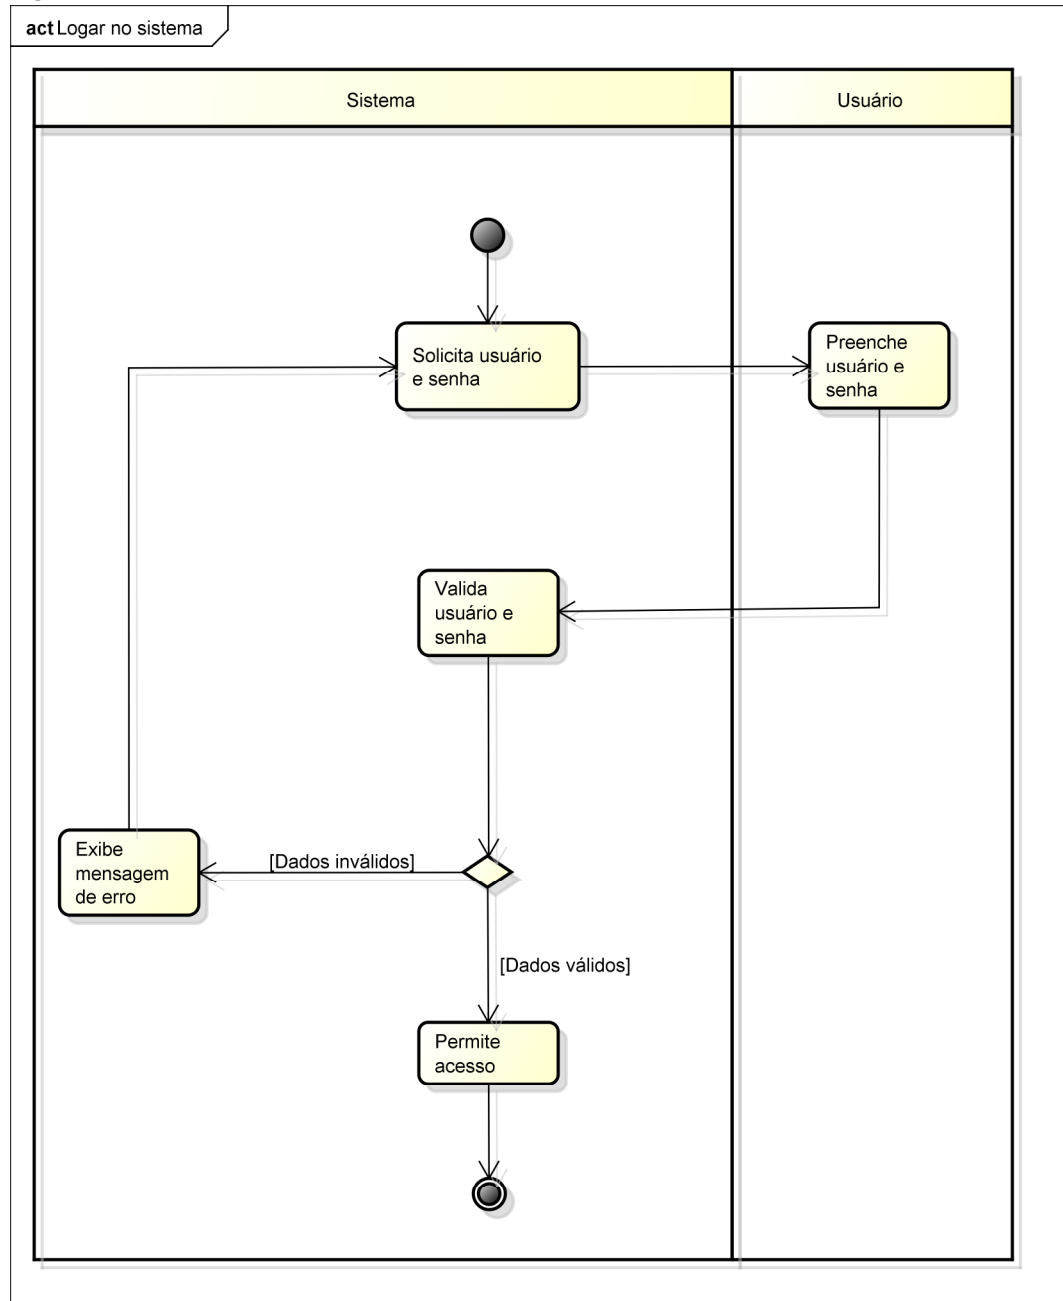 act Logar no sistema
Sistema
Usuário
Solicita usuário
e senha
Preenche
usuário e
senha
Valida
usuário e
senha
Exibe
mensagem
de erro
[Dados inválidos]
[Dados válidos]
Permite
acesso